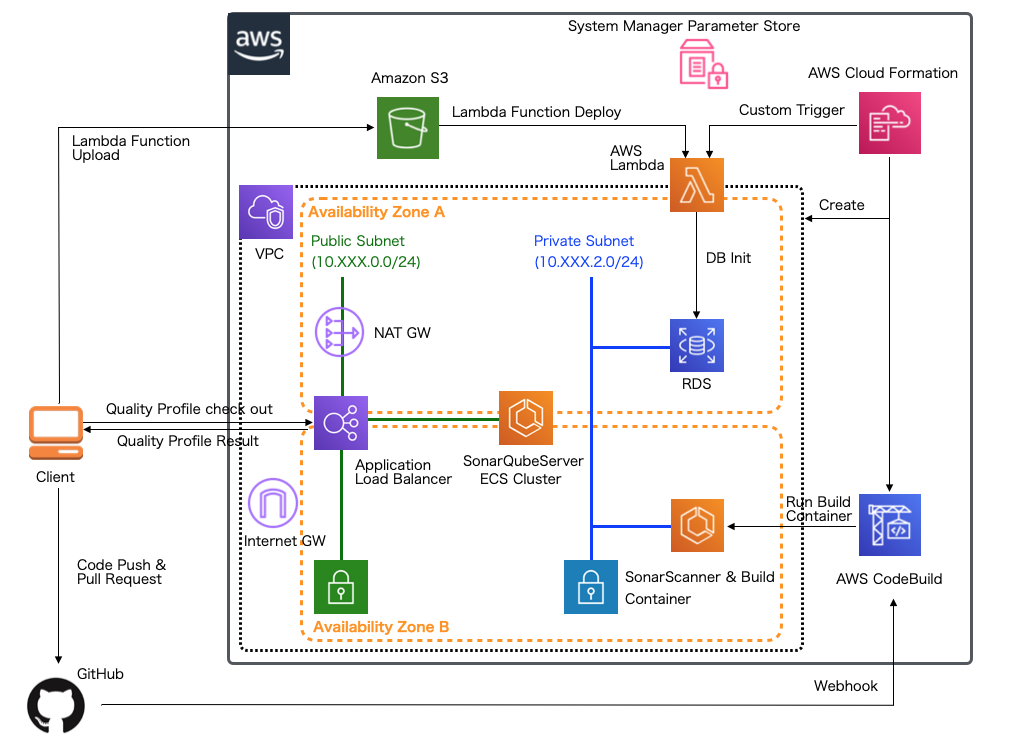 System Manager Parameter Store
aws
Amazon S3
AWS Cloud Formation
Lambda Function Deploy
Custom Trigger
Lambda Function
Upload
AWS
Lambda
Create
Availability Zone A
Public Subnet
(10.XXX.0.0/24)
Private Subnet
(10.XXX.2.0/24)
VPC
DB Init
NAT GW
RDS
Quality Profile check out
Quality Profile Result
Client
Application
Load Balancer
SonarQubeServer
ECS Cluster
Run Build
Container
Internet GW
Code Push &
Pull Request
SonarScanner & Build
Container
AWS CodeBuild
Availability Zone B
GitHub
Webhook